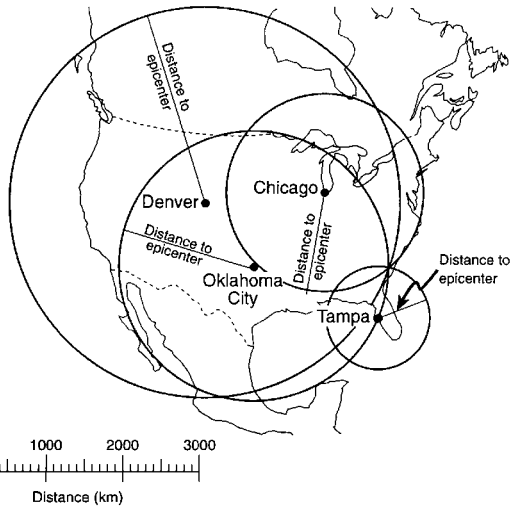 Distance to
epicenter
Denver
Chicago
Distance to
epicenter
Distance to
epicenter
Oklahoma
City
Distance to
epicenter
Tampa
1000 2000 3000
Distance (km)